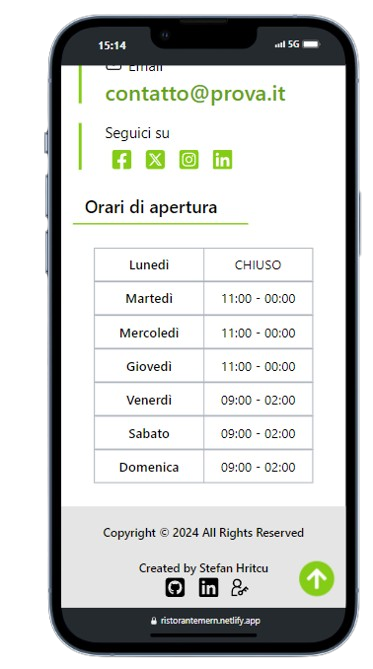 15:14
5G
Email
contatto@prova.it
Seguici su
Orari di apertura
Lunedì CHIUSO
Martedì 11:00 - 00:00
Mercoledì 11:00 - 00:00
Giovedì 11:00 - 00:00
Venerdì 09:00 - 02:00
Sabato 09:00 - 02:00
Domenica 09:00 - 02:00
Copyright © 2024 All Rights Reserved
Created by Stefan Hritcu
ristorantemern.netlify.app